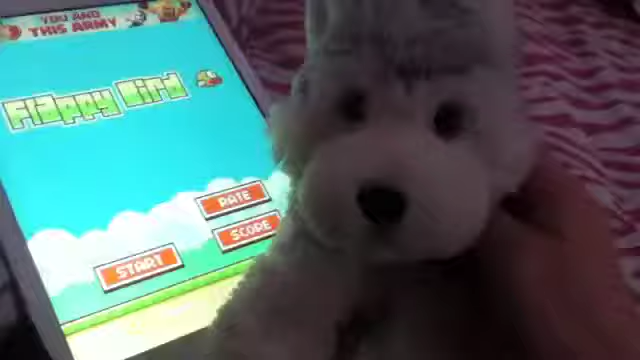 YOU AND
THIS ARMY
Flappy Bird
RATE
SCORE
START